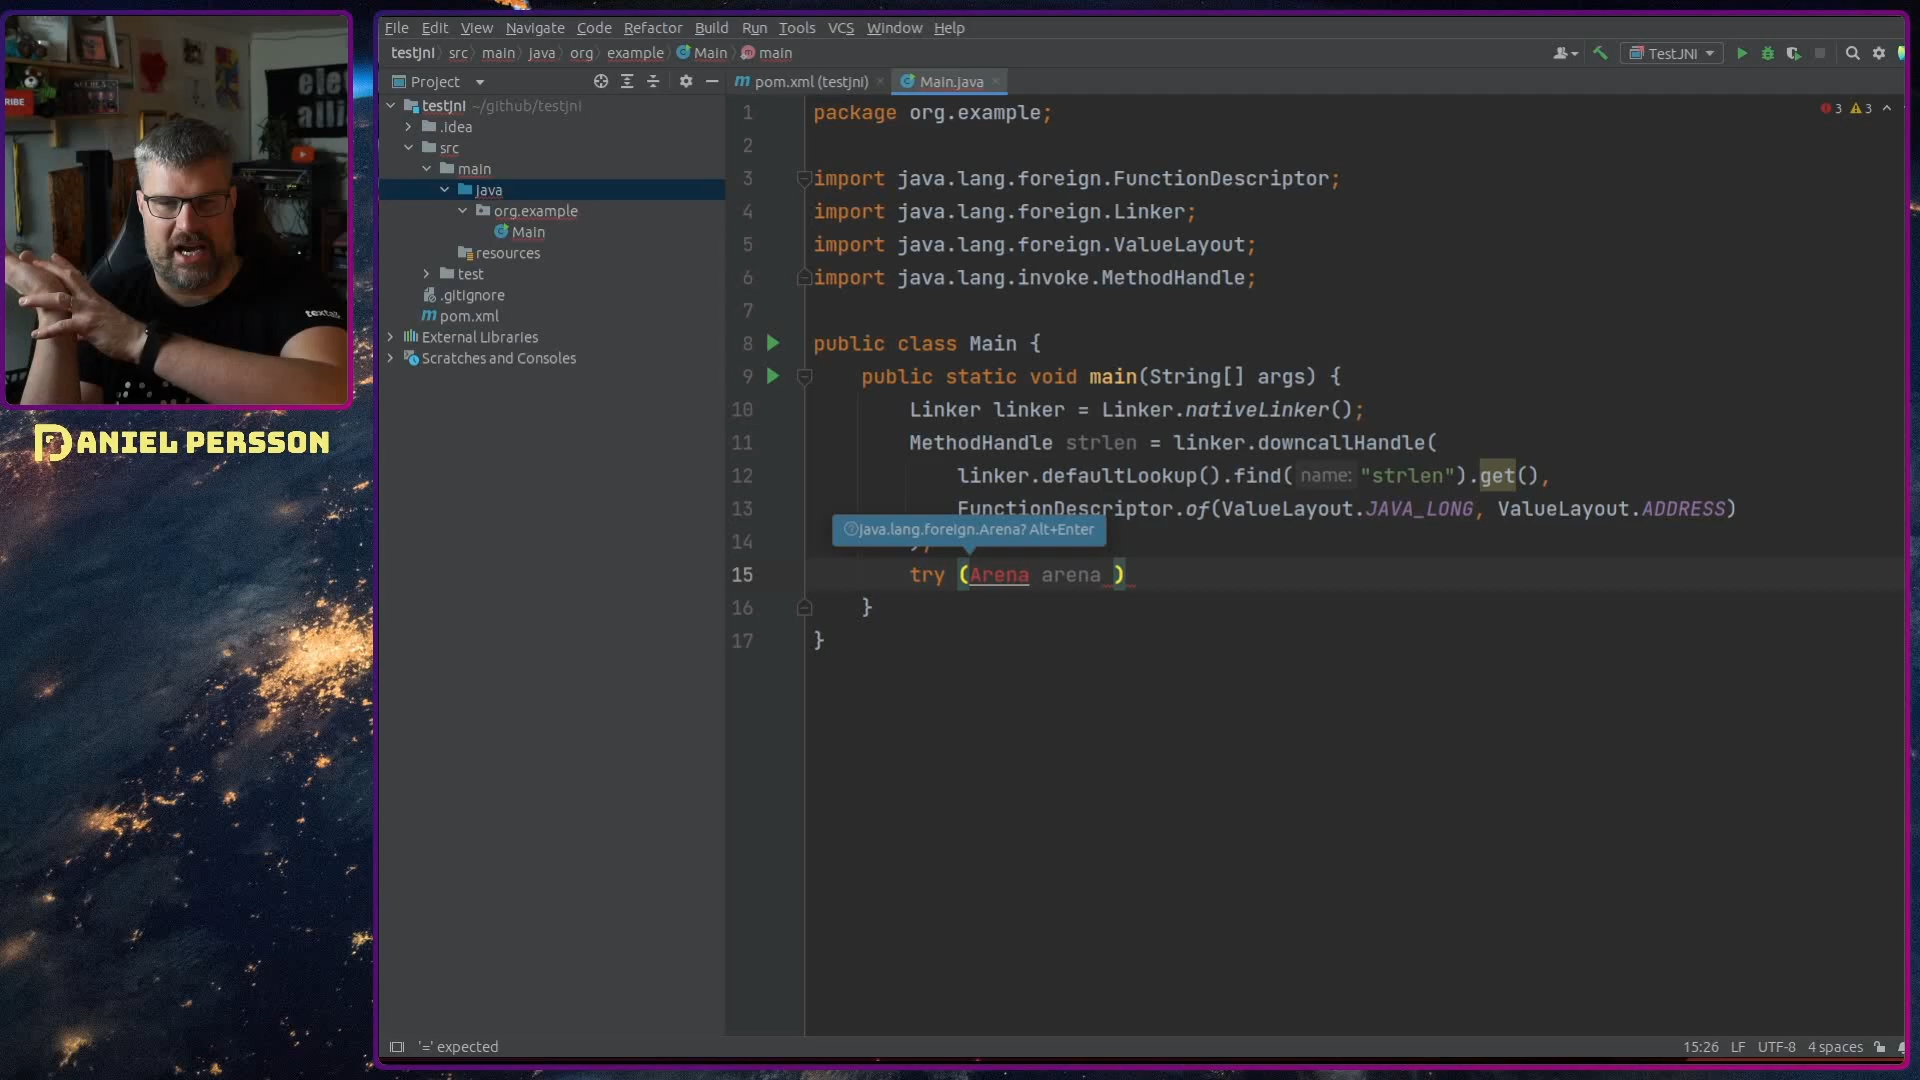 File Edit View Navigate Code Refactor Build Run Tools VCS Window Help
testjni src main java org example Main main
TestJNI
Project
pom.xml (testjni)
Main.java
testjni ~/github/testjni
.idea
src
main
java
org.example
Main
resources
test
.gitignore
pom.xml
External Libraries
Scratches and Consoles
3 3
1 package org.example;
2
3 import java.lang.foreign.FunctionDescriptor;
4 import java.lang.foreign.Linker;
5 import java.lang.foreign.ValueLayout;
6 import java.lang.invoke.MethodHandle;
7
8 public class Main {
9 public static void main(String[] args) {
10 Linker linker = Linker.nativeLinker();
11 MethodHandle strlen = linker.downcallHandle(
12 linker.defaultLookup().find( name: "strlen").get(),
13 FunctionDescriptor.of(ValueLayout.JAVA_LONG, ValueLayout.ADDRESS)
java.lang.foreign.Arena? Alt+Enter
14
15 try (Arena arena )
16 }
17 }
'=' expected
15:26 LF UTF-8 4 spaces
RIBE
textalk
DANIEL PERSSON